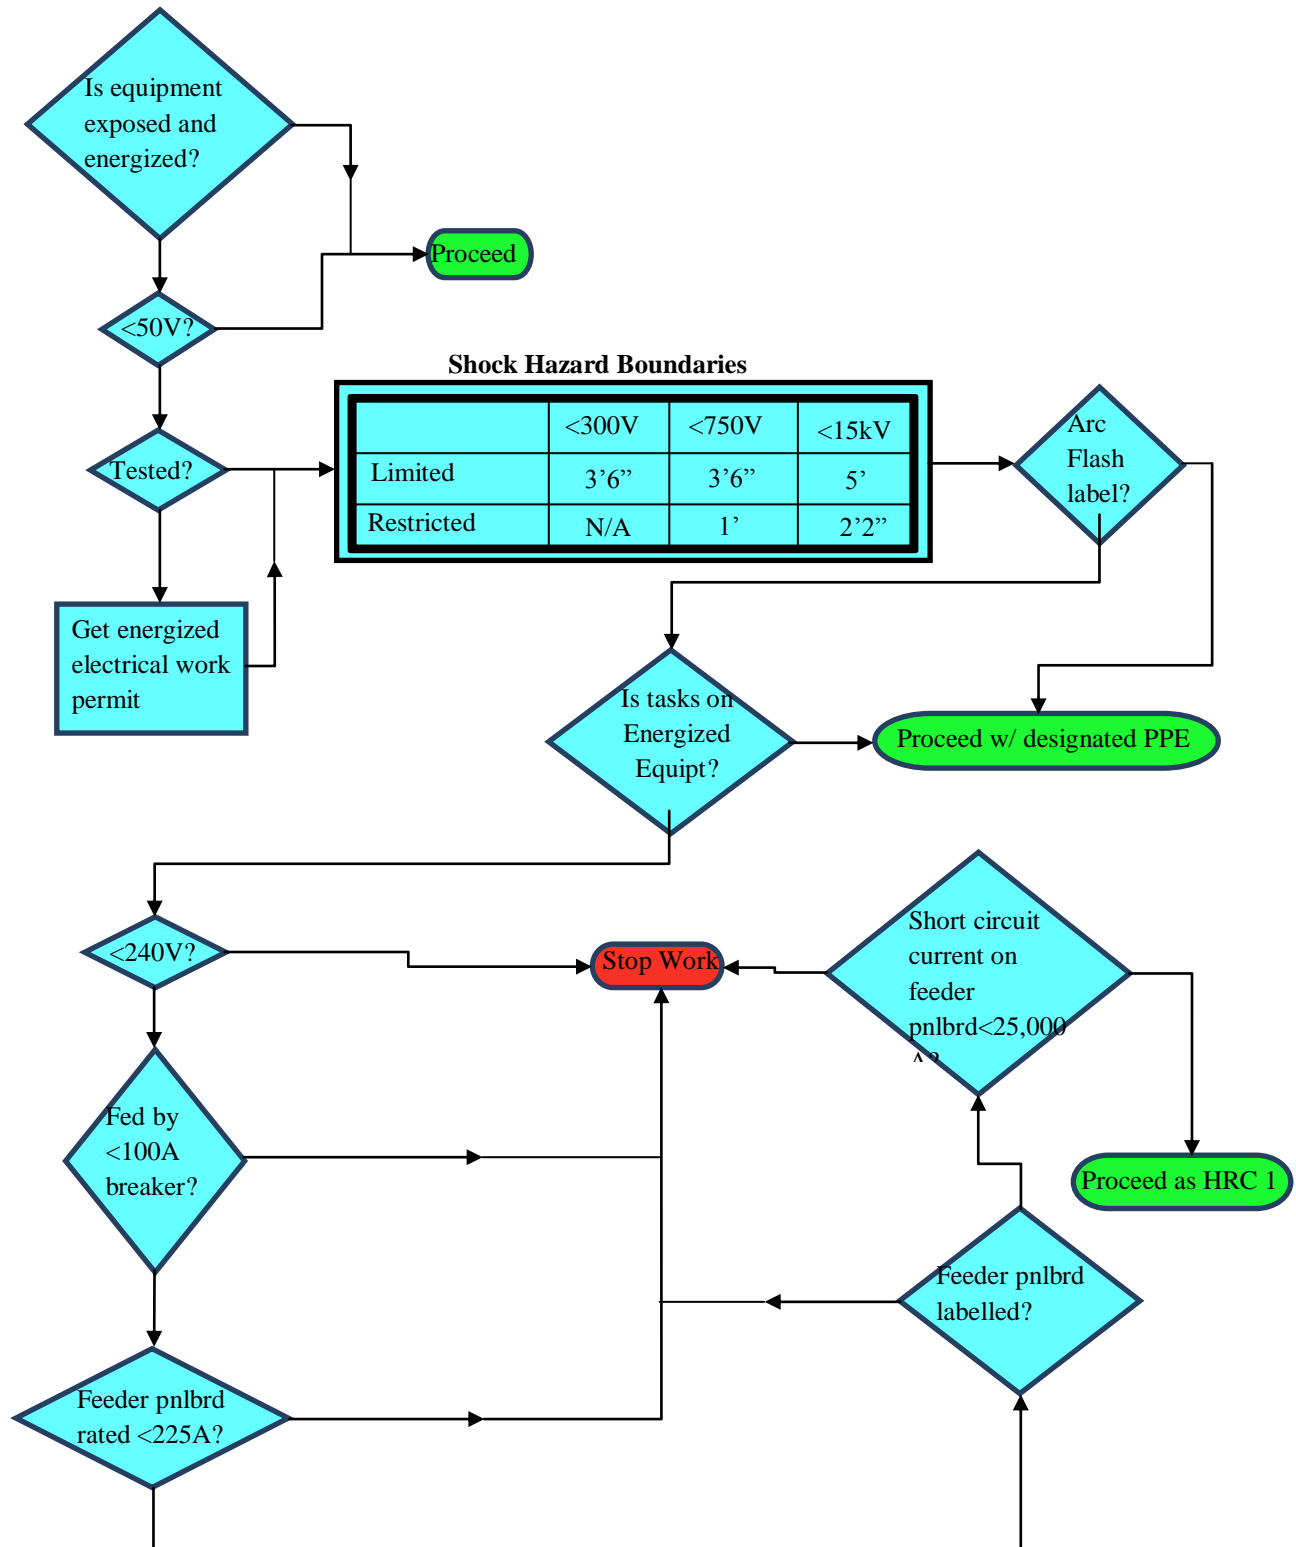 Is equipment
exposed and
energized?
Proceed
<50V?
Shock Hazard Boundaries
<300V <750V <15kV
Limited 3’6” 3’6” 5’
Restricted N/A 1’ 2’2”
Arc
Flash
label?
Tested?
Get energized
electrical work
permit
Is tasks on
Energized
Equipt?
Proceed w/ designated PPE
<240V?
Stop Work
Short circuit
current on
feeder
pnlbrd<25,000
A?
Fed by
<100A
breaker?
Proceed as HRC 1
Feeder pnlbrd
labelled?
Feeder pnlbrd
rated <225A?